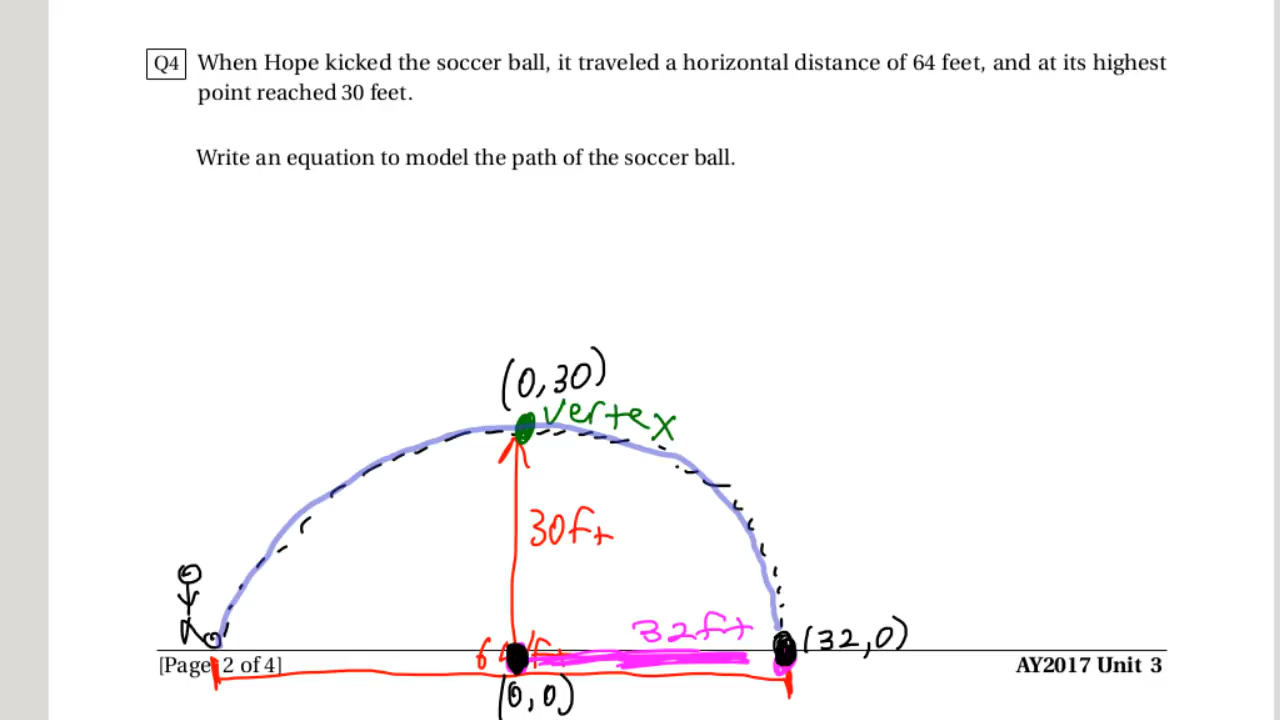 Q4 When Hope kicked the soccer ball, it traveled a horizontal distance of 64 feet, and at its highest
point reached 30 feet.
Write an equation to model the path of the soccer ball.
(0,30)
vertex
30ft
32ft
(32,0)
64ft
[Page 2 of 4] AY2017 Unit 3
(0,0)